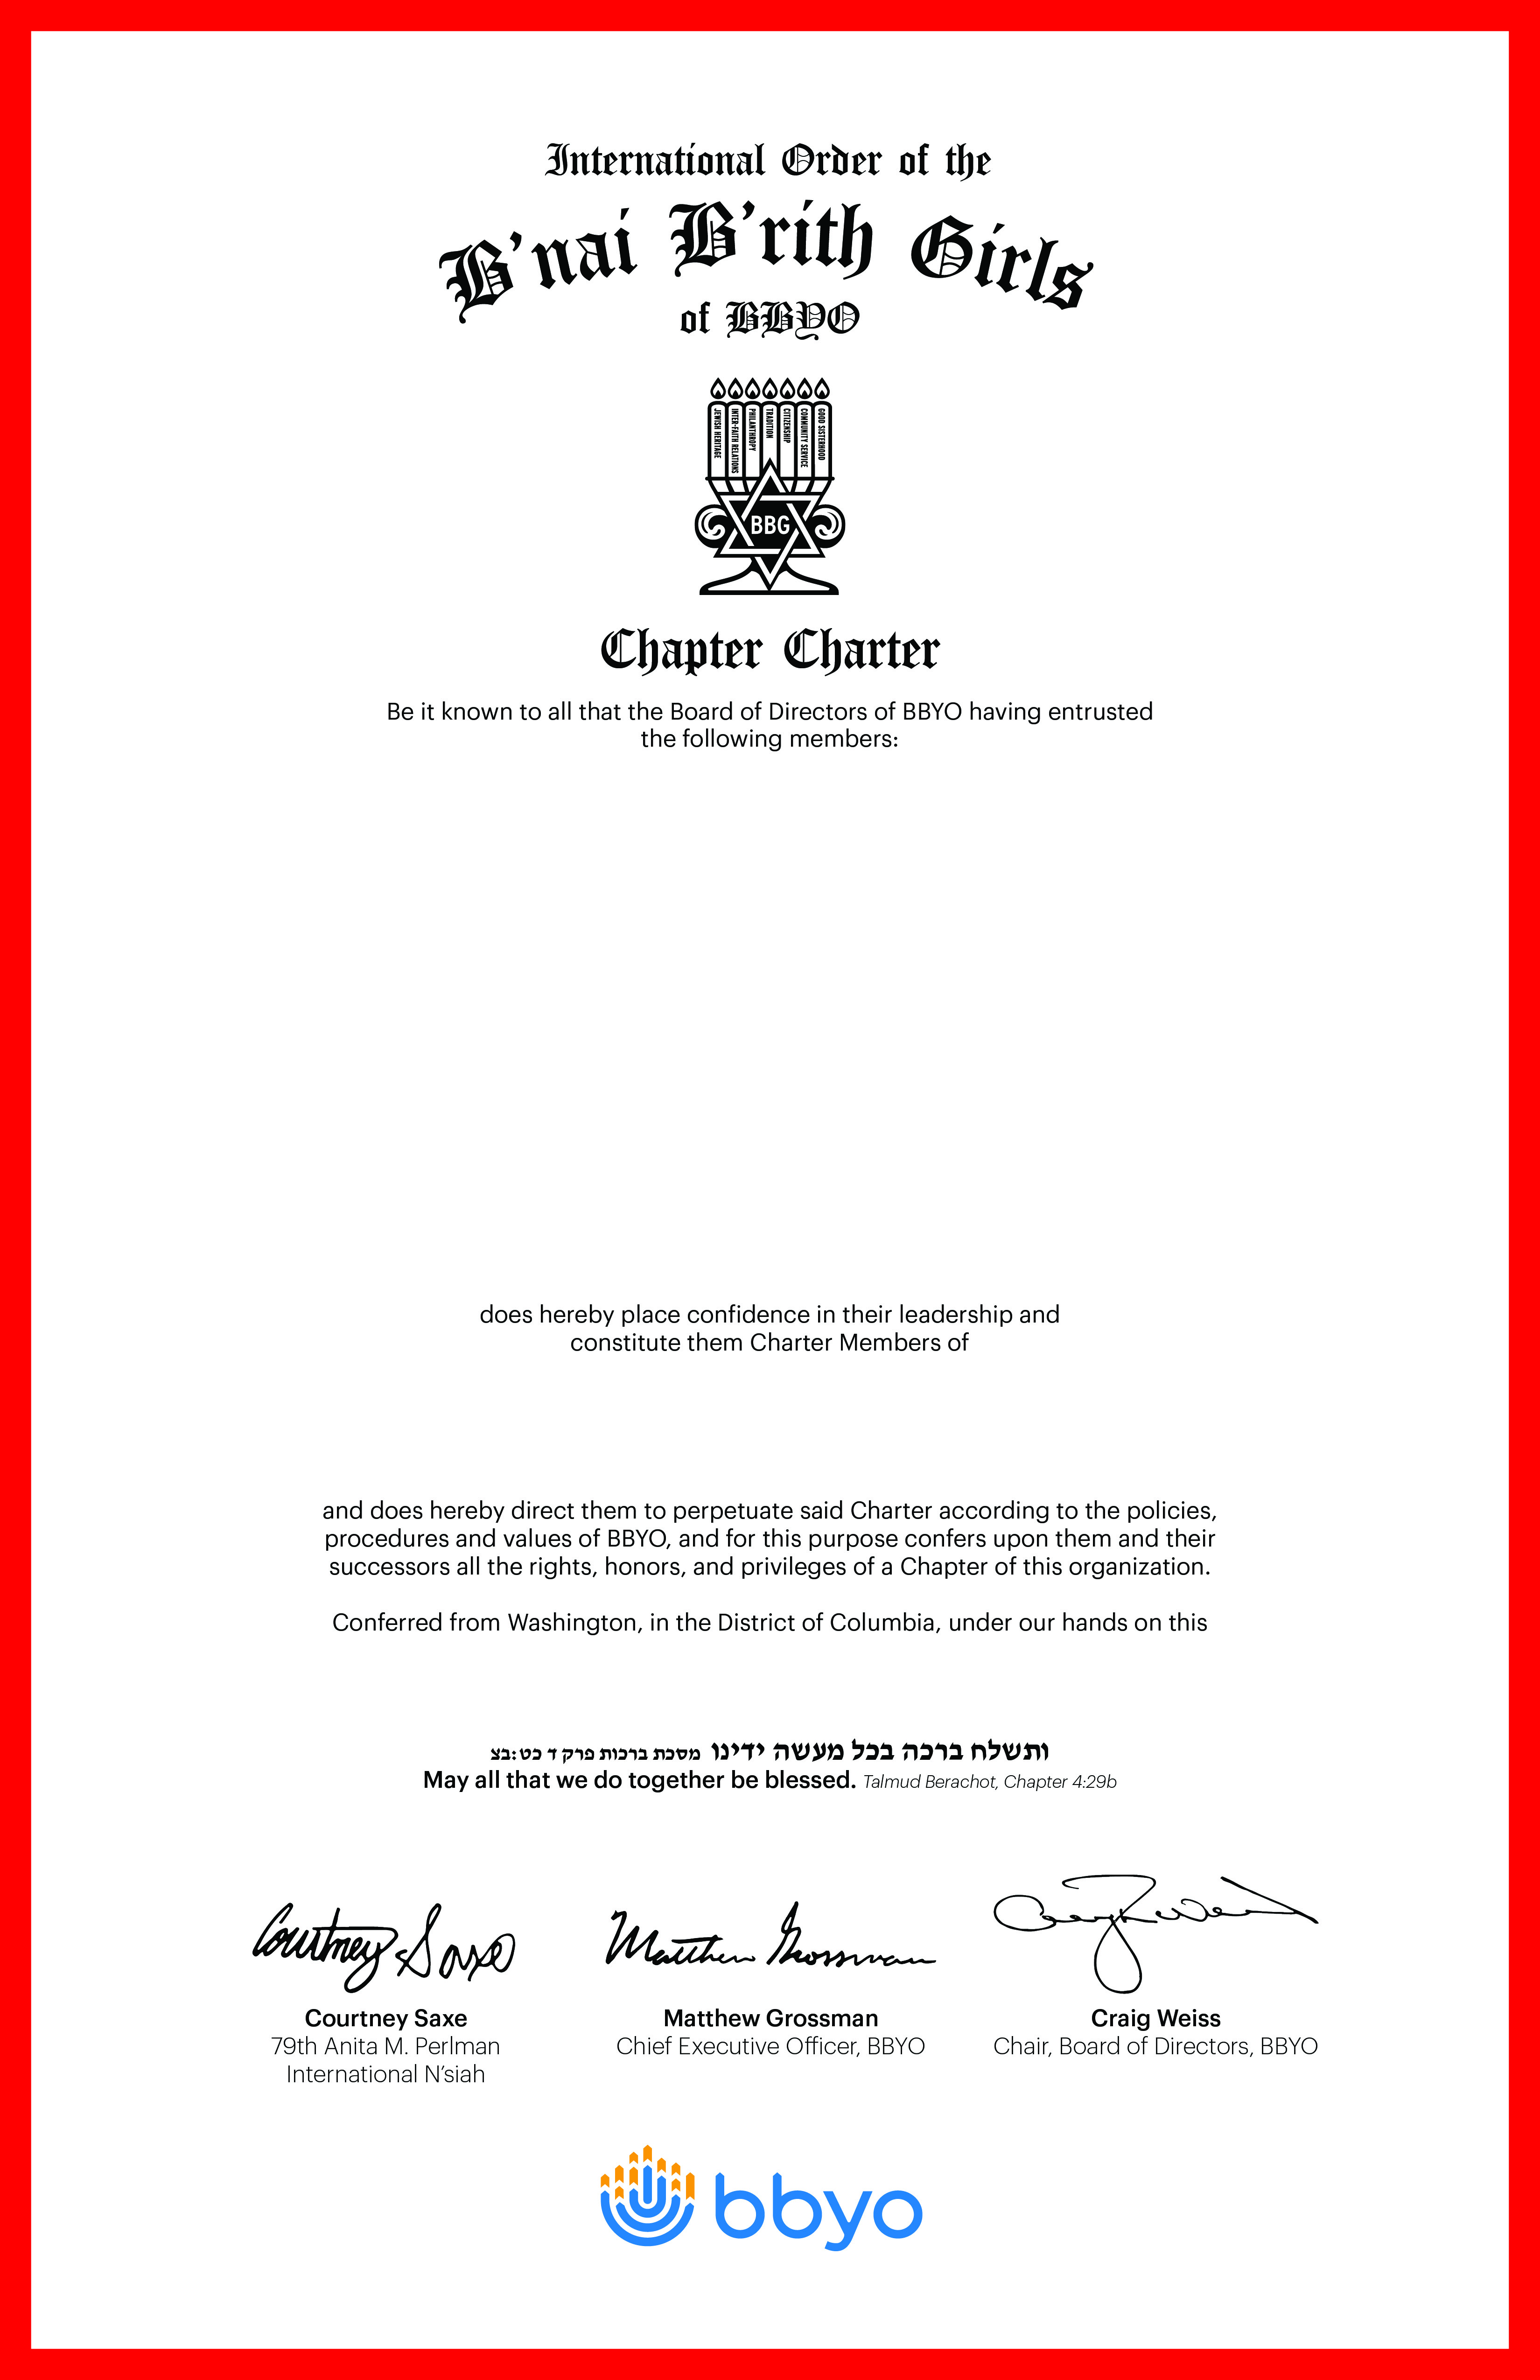 International Order of the
B’nai B’rith Girls
of BBYO
JEWISH HERITAGE
INTER-FAITH RELATIONS
PHILANTHROPY
TRADITION
CITIZENSHIP
COMMUNITY SERVICE
GOOD SISTERHOOD
BBG
Chapter Charter
Be it known to all that the Board of Directors of BBYO having entrusted
the following members:
does hereby place confidence in their leadership and
constitute them Charter Members of
and does hereby direct them to perpetuate said Charter according to the policies,
procedures and values of BBYO, and for this purpose confers upon them and their
successors all the rights, honors, and privileges of a Chapter of this organization.
Conferred from Washington, in the District of Columbia, under our hands on this
ותשלח ברכה בכל מעשה ידינו מסכת ברכות פרק ד כט:בצ
May all that we do together be blessed. Talmud Berachot, Chapter 4:29b
Courtney Saxe
Matthew Grossman
Craig Weiss
Courtney Saxe
79th Anita M. Perlman
International N’siah
Matthew Grossman
Chief Executive Officer, BBYO
Craig Weiss
Chair, Board of Directors, BBYO
bbyo